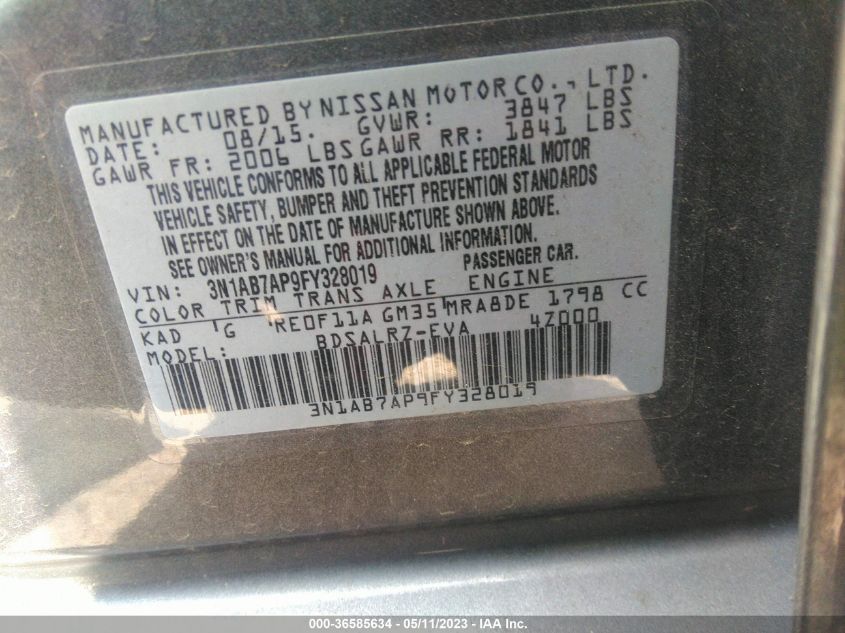 MANUFACTURED BY NISSAN MOTOR CO., LTD.
DATE: 08/15. GVWR: 3847 LBS
GAWR FR: 2006 LBS GAWR RR: 1841 LBS
THIS VEHICLE CONFORMS TO ALL APPLICABLE FEDERAL MOTOR
VEHICLE SAFETY, BUMPER AND THEFT PREVENTION STANDARDS
IN EFFECT ON THE DATE OF MANUFACTURE SHOWN ABOVE.
SEE OWNER'S MANUAL FOR ADDITIONAL INFORMATION.
VIN: 3N1AB7AP9FY328019 PASSENGER CAR.
COLOR TRIM TRANS AXLE ENGINE
KAD G RE0F11A GM35 MRA8DE 1798 CC
MODEL: BDSALRZ-EVA 4Z000
3N1AB7AP9FY328019
000-36585634 - 05/11/2023 - IAA Inc.